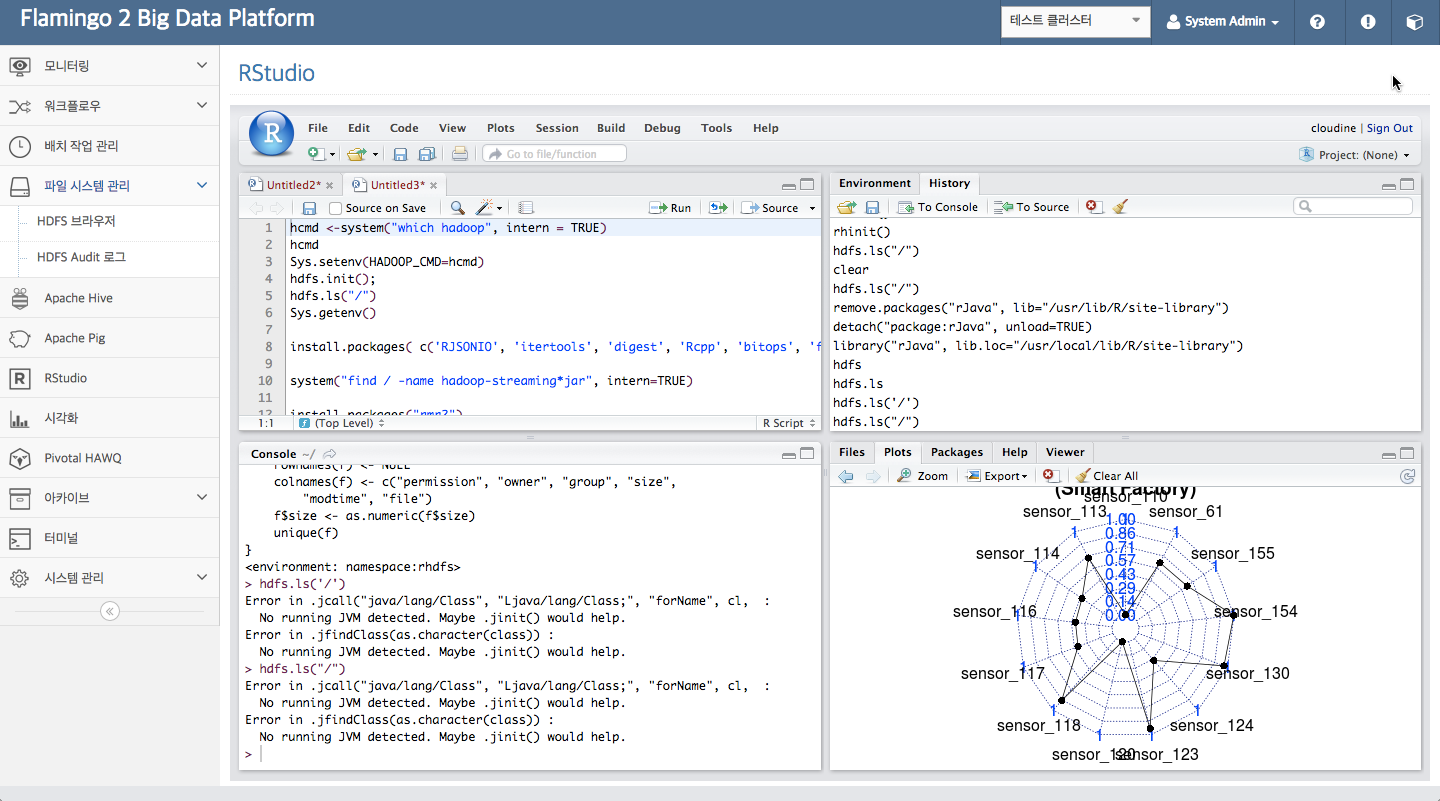 Flamingo 2 Big Data Platform
테스트 클러스터
System Admin
모니터링
워크플로우
배치 작업 관리
파일 시스템 관리
HDFS 브라우저
HDFS Audit 로그
Apache Hive
Apache Pig
RStudio
시각화
Pivotal HAWQ
아카이브
터미널
시스템 관리
RStudio
File Edit Code View Plots Session Build Debug Tools Help
cloudine | Sign Out
Go to file/function
Project: (None)
Untitled2* Untitled3*
Source on Save Run Source
1 hcmd <-system("which hadoop", intern = TRUE)
2 hcmd
3 Sys.setenv(HADOOP_CMD=hcmd)
4 hdfs.init();
5 hdfs.ls("/")
6 Sys.getenv()
7
8 install.packages( c('RJSONIO', 'itertools', 'digest', 'Rcpp', 'bitops', 'f
9
10 system("find / -name hadoop-streaming*jar", intern=TRUE)
11
12 install.packages("rmr2")
1:1 (Top Level) R Script
Environment History
To Console To Source
rhinit()
hdfs.ls("/")
clear
hdfs.ls("/")
remove.packages("rJava", lib="/usr/lib/R/site-library")
detach("package:rJava", unload=TRUE)
library("rJava", lib.loc="/usr/local/lib/R/site-library")
hdfs
hdfs.ls
hdfs.ls('/')
hdfs.ls("/")
Console ~/
rownames(f) <- NULL
colnames(f) <- c("permission", "owner", "group", "size",
"modtime", "file")
f$size <- as.numeric(f$size)
unique(f)
}
<environment: namespace:rhdfs>
> hdfs.ls('/')
Error in .jcall("java/lang/Class", "Ljava/lang/Class;", "forName", cl,  :
No running JVM detected. Maybe .jinit() would help.
Error in .jfindClass(as.character(class)) :
No running JVM detected. Maybe .jinit() would help.
> hdfs.ls("/")
Error in .jcall("java/lang/Class", "Ljava/lang/Class;", "forName", cl,  :
No running JVM detected. Maybe .jinit() would help.
Error in .jfindClass(as.character(class)) :
No running JVM detected. Maybe .jinit() would help.
>
Files Plots Packages Help Viewer
Zoom Export Clear All
(Smart Factory)
sensor_110
sensor_113 sensor_61
1.00
1 1
0.86
0.71
sensor_114 sensor_155
0.57
1 1
0.43
0.29
0.14
sensor_116 sensor_154
0.00
1 1
sensor_117 sensor_130
1 1
sensor_118 sensor_124
1 1
1 1
sensor_120 sensor_123